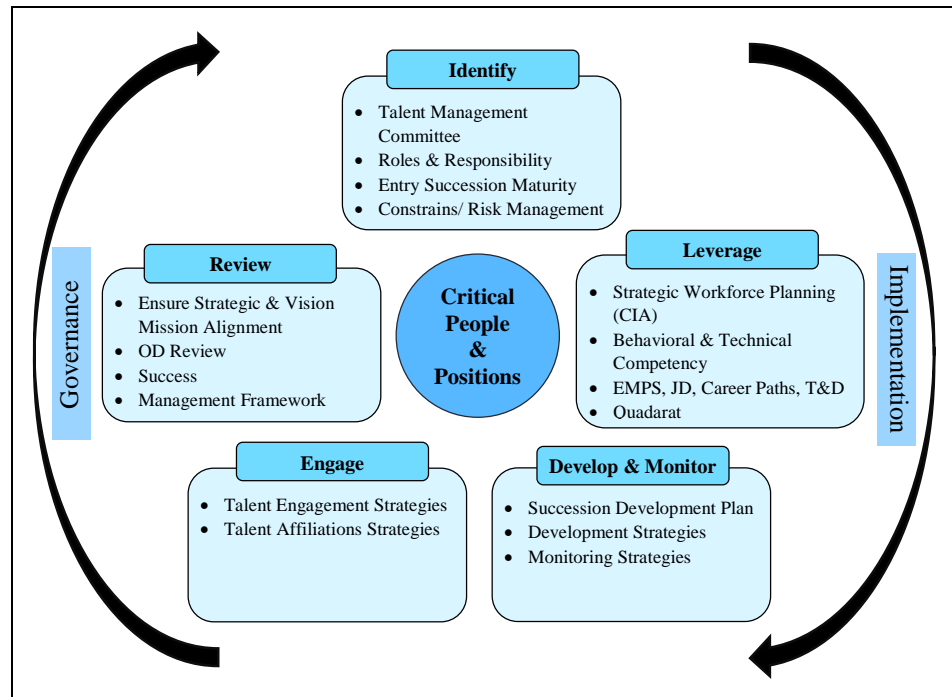 Identify
• Talent Management
Committee
• Roles & Responsibility
• Entry Succession Maturity
• Constrains/ Risk Management
Governance
Review
• Ensure Strategic & Vision
Mission Alignment
• OD Review
• Success
• Management Framework
Critical
People
&
Positions
Leverage
• Strategic Workforce Planning
(CIA)
• Behavioral & Technical
Competency
• EMPS, JD, Career Paths, T&D
• Quadarat
Implementation
Engage
• Talent Engagement Strategies
• Talent Affiliations Strategies
Develop & Monitor
• Succession Development Plan
• Development Strategies
• Monitoring Strategies